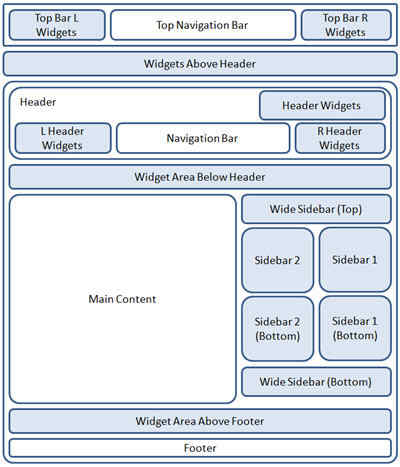 Top Bar L
Widgets
Top Navigation Bar
Top Bar R
Widgets
Widgets Above Header
Header
Header Widgets
L Header
Widgets
Navigation Bar
R Header
Widgets
Widget Area Below Header
Main Content
Wide Sidebar (Top)
Sidebar 2
Sidebar 1
Sidebar 2
(Bottom)
Sidebar 1
(Bottom)
Wide Sidebar (Bottom)
Widget Area Above Footer
Footer